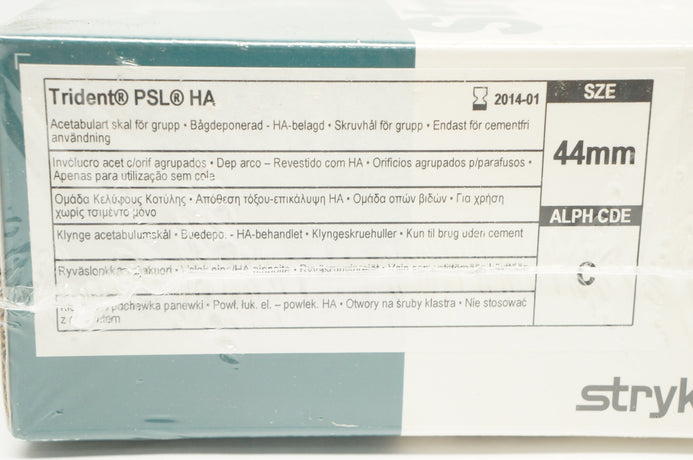 Trident® PSL® HA
2014-01
SZE
44mm
ALPH CDE
C
Acetabulart skal för grupp • Bågdeponerad - HA-belagd • Skruvhål för grupp • Endast för cementfri
användning
Invólucro acet c/orif agrupados • Dep arco – Revestido com HA • Orifícios agrupados p/parafusos •
Apenas para utilização sem cola
Ομάδα Κελύφους Κοτύλης • Απόθεση τόξου-επικάλυψη HA • Ομάδα οπών βιδών • Για χρήση
χωρίς τσιμέντο μόνο
Klynge acetabulumskål • Buedepo. - HA-behandlet • Klyngeskruehuller • Kun til brug uden cement
panewki • Powł. łuk. el. – powlek. HA • Otwory na śruby klastra • Nie stosować
z
stryk